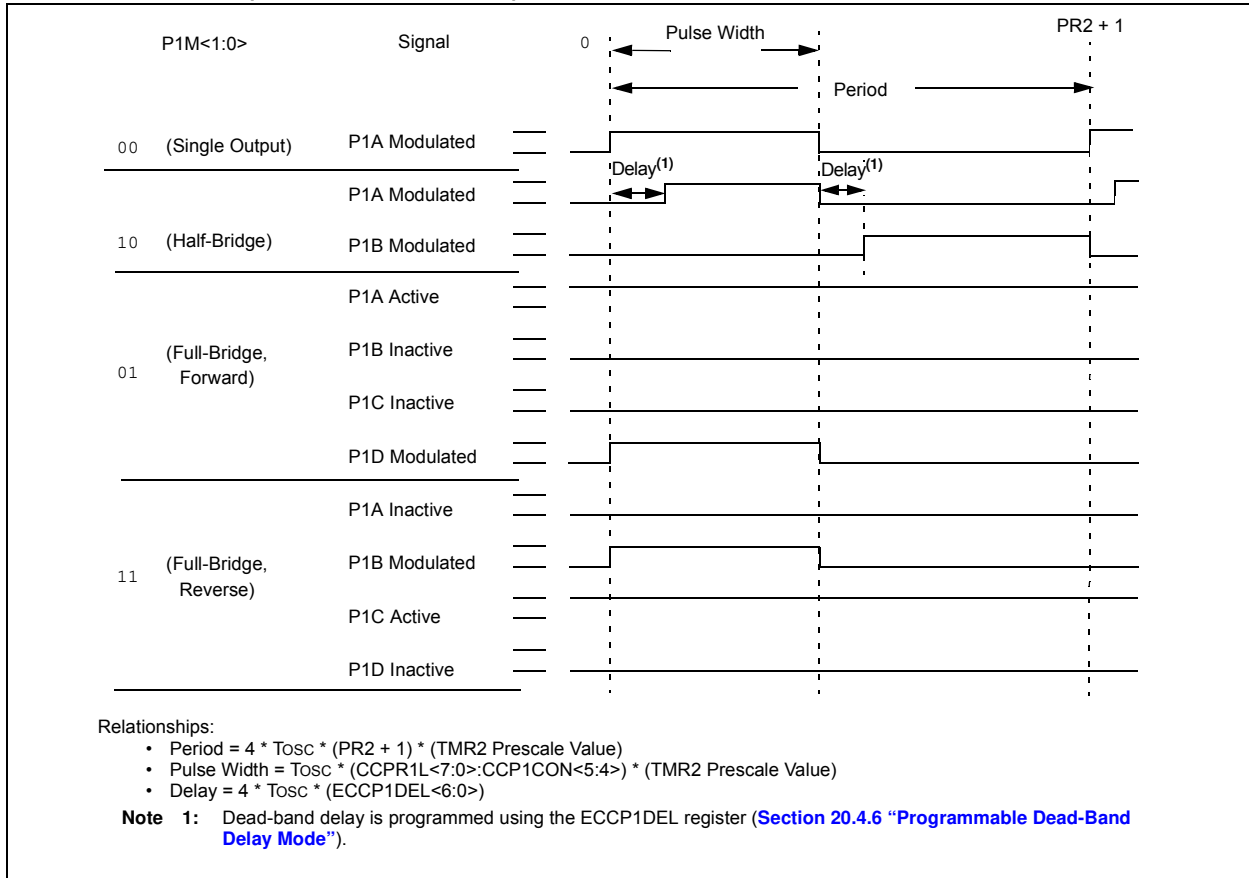 P1M<1:0> Signal 0 Pulse Width PR2 + 1
Period
00 (Single Output) P1A Modulated
Delay(1) Delay(1)
P1A Modulated
10 (Half-Bridge) P1B Modulated
P1A Active
01 (Full-Bridge, Forward) P1B Inactive
P1C Inactive
P1D Modulated
P1A Inactive
11 (Full-Bridge, Reverse) P1B Modulated
P1C Active
P1D Inactive
Relationships:
• Period = 4 * TOSC * (PR2 + 1) * (TMR2 Prescale Value)
• Pulse Width = TOSC * (CCPR1L<7:0>:CCP1CON<5:4>) * (TMR2 Prescale Value)
• Delay = 4 * TOSC * (ECCP1DEL<6:0>)
Note 1: Dead-band delay is programmed using the ECCP1DEL register (Section 20.4.6 “Programmable Dead-Band
Delay Mode”).